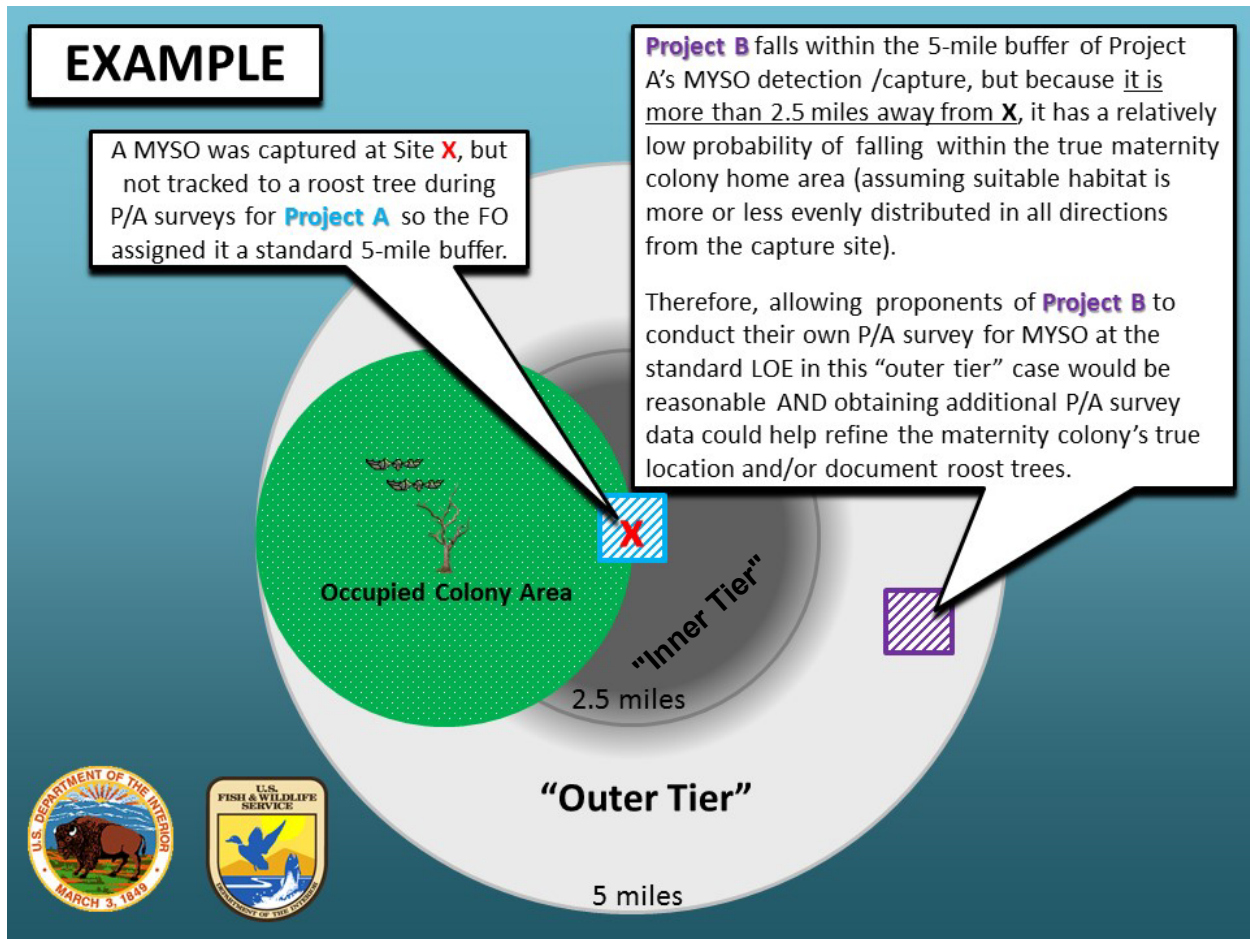 EXAMPLE
A MYSO was captured at Site X, but
not tracked to a roost tree during
P/A surveys for Project A so the FO
assigned it a standard 5-mile buffer.
Project B falls within the 5-mile buffer of Project
A’s MYSO detection /capture, but because it is
more than 2.5 miles away from X, it has a relatively
low probability of falling within the true maternity
colony home area (assuming suitable habitat is
more or less evenly distributed in all directions
from the capture site).
Therefore, allowing proponents of Project B to
conduct their own P/A survey for MYSO at the
standard LOE in this “outer tier” case would be
reasonable AND obtaining additional P/A survey
data could help refine the maternity colony’s true
location and/or document roost trees.
X
Occupied Colony Area
"Inner Tier"
2.5 miles
“Outer Tier”
5 miles
U.S. DEPARTMENT OF THE INTERIOR
MARCH 3, 1849
U.S.
FISH & WILDLIFE
SERVICE
DEPARTMENT OF THE INTERIOR